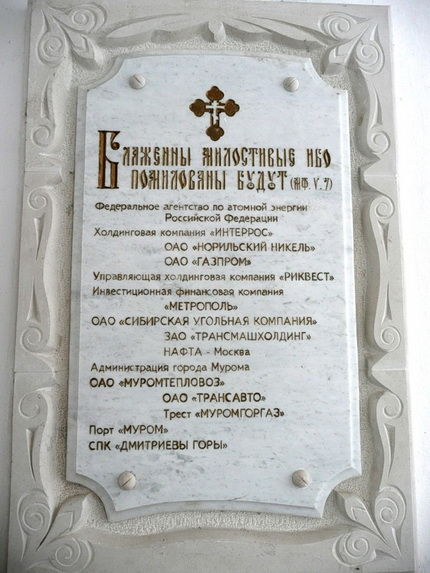 Блаженны милостивые ибо
помилованы будут (Мф. V. 7)
Федеральное агентство по атомной энергии
Российской Федерации
Холдинговая компания «ИНТЕРРОС»
ОАО «НОРИЛЬСКИЙ НИКЕЛЬ»
ОАО «ГАЗПРОМ»
Управляющая холдинговая компания «РИКВЕСТ»
Инвестиционная финансовая компания
«МЕТРОПОЛЬ»
ОАО «СИБИРСКАЯ УГОЛЬНАЯ КОМПАНИЯ»
ЗАО «ТРАНСМАШХОЛДИНГ»
НАФТА - Москва
Администрация города Мурома
ОАО «МУРОМТЕПЛОВОЗ»
ОАО «ТРАНСАВТО»
Трест «МУРОМГОРГАЗ»
Порт «МУРОМ»
СПК «ДМИТРИЕВЫ ГОРЫ»